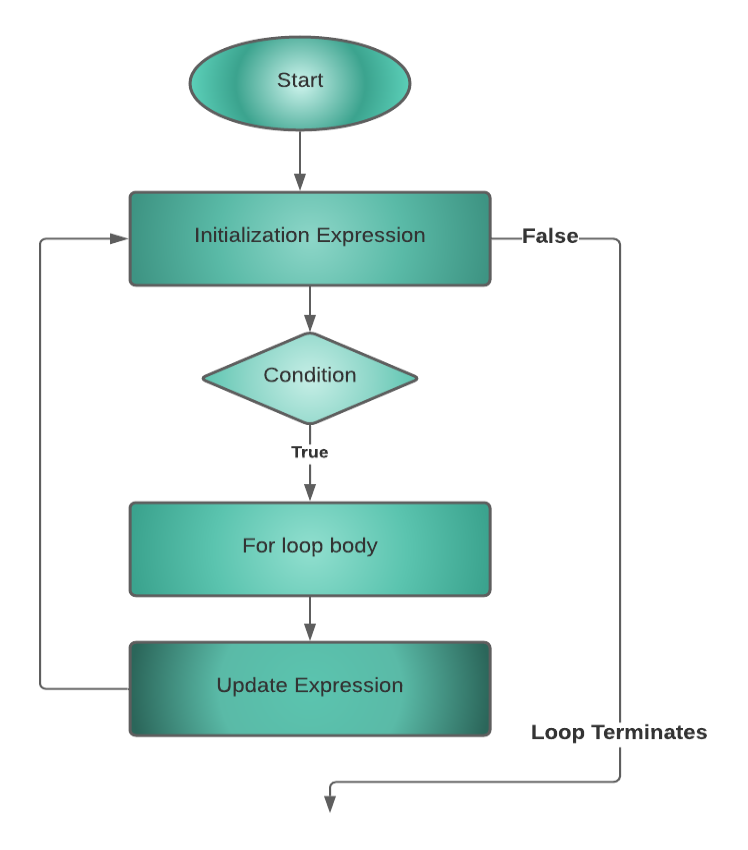 Start
Initialization Expression
False
Condition
True
For loop body
Update Expression
Loop Terminates